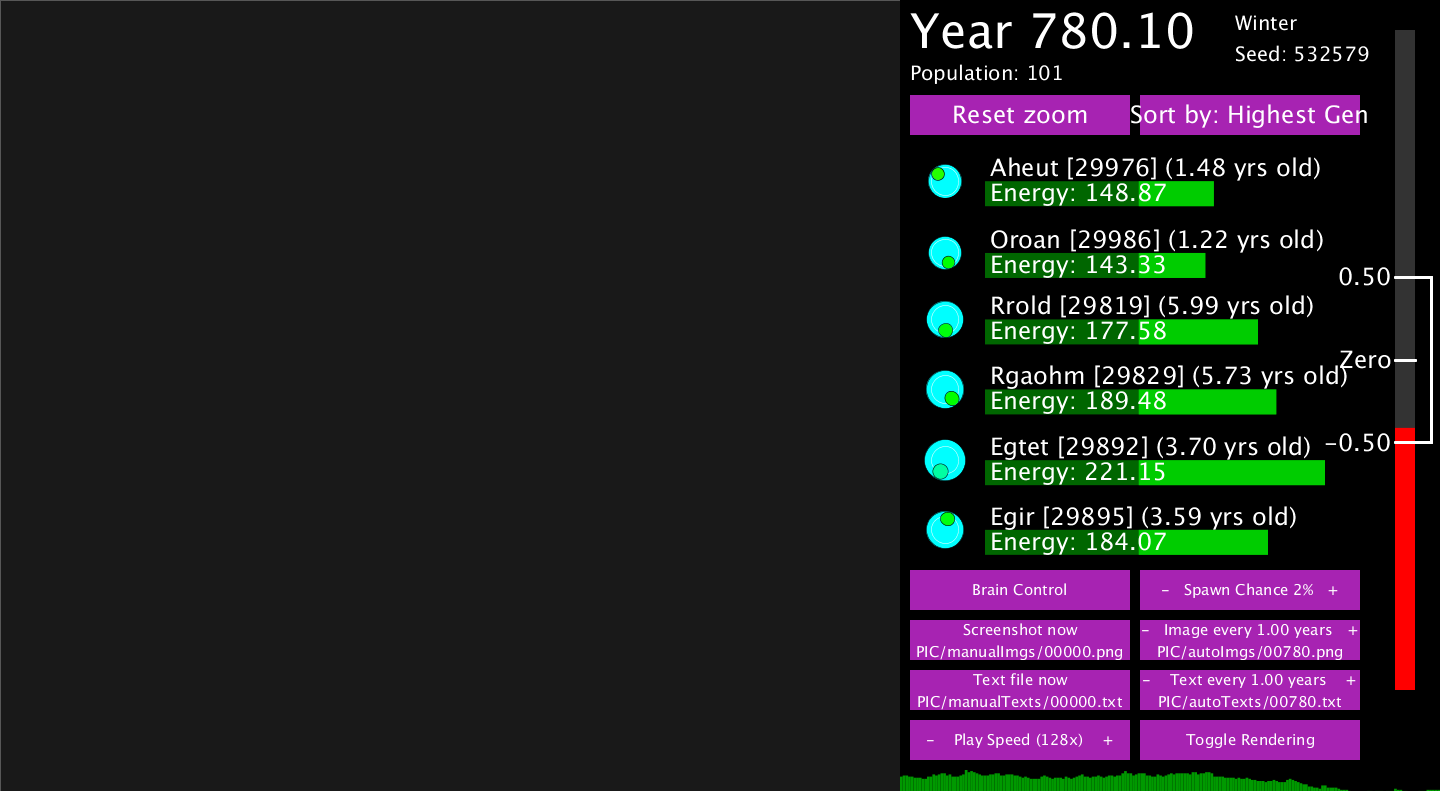 Year 780.10
Winter
Seed: 532579
Population: 101
Reset zoom
Sort by: Highest Gen
Aheut [29976] (1.48 yrs old)
Energy: 148.87
Oroan [29986] (1.22 yrs old)
Energy: 143.33
0.50
Rrold [29819] (5.99 yrs old)
Energy: 177.58
Zero
Rgaohm [29829] (5.73 yrs old)
Energy: 189.48
-0.50
Egtet [29892] (3.70 yrs old)
Energy: 221.15
Egir [29895] (3.59 yrs old)
Energy: 184.07
Brain Control
- Spawn Chance 2% +
Screenshot now
PIC/manualImgs/00000.png
- Image every 1.00 years +
PIC/autoImgs/00780.png
Text file now
PIC/manualTexts/00000.txt
- Text every 1.00 years +
PIC/autoTexts/00780.txt
- Play Speed (128x) +
Toggle Rendering